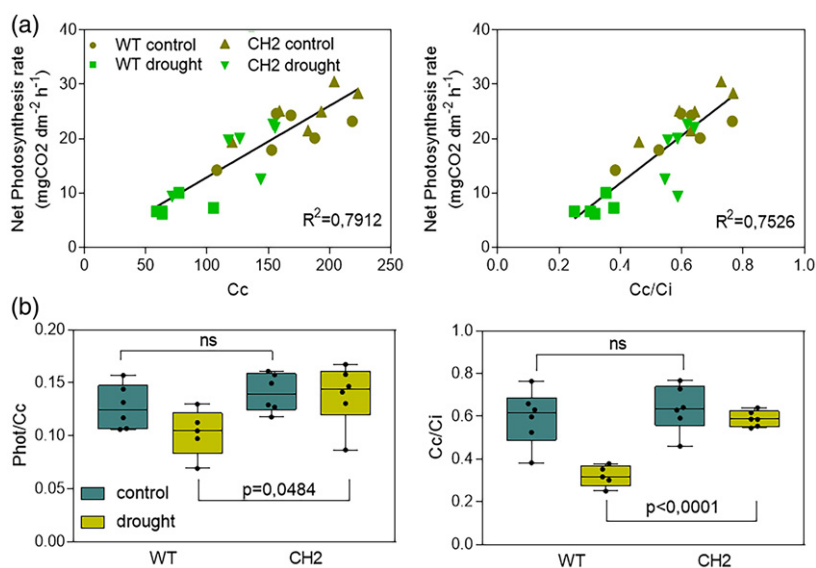 (a)
Net Photosynthesis rate
(mgCO2 dm⁻² h⁻¹)
40
30
20
10
0
WT control
CH2 control
WT drought
CH2 drought
R²=0,7912
0
50
100
150
200
250
Cc
Net Photosynthesis rate
(mgCO2 dm⁻² h⁻¹)
40
30
20
10
0
R²=0,7526
0.0
0.2
0.4
0.6
0.8
1.0
Cc/Ci
(b)
Phol/Cc
0.20
0.15
0.10
0.05
0.00
ns
control
drought
p=0,0484
WT
CH2
Cc/Ci
1.0
0.8
0.6
0.4
0.2
0.0
ns
p<0,0001
WT
CH2